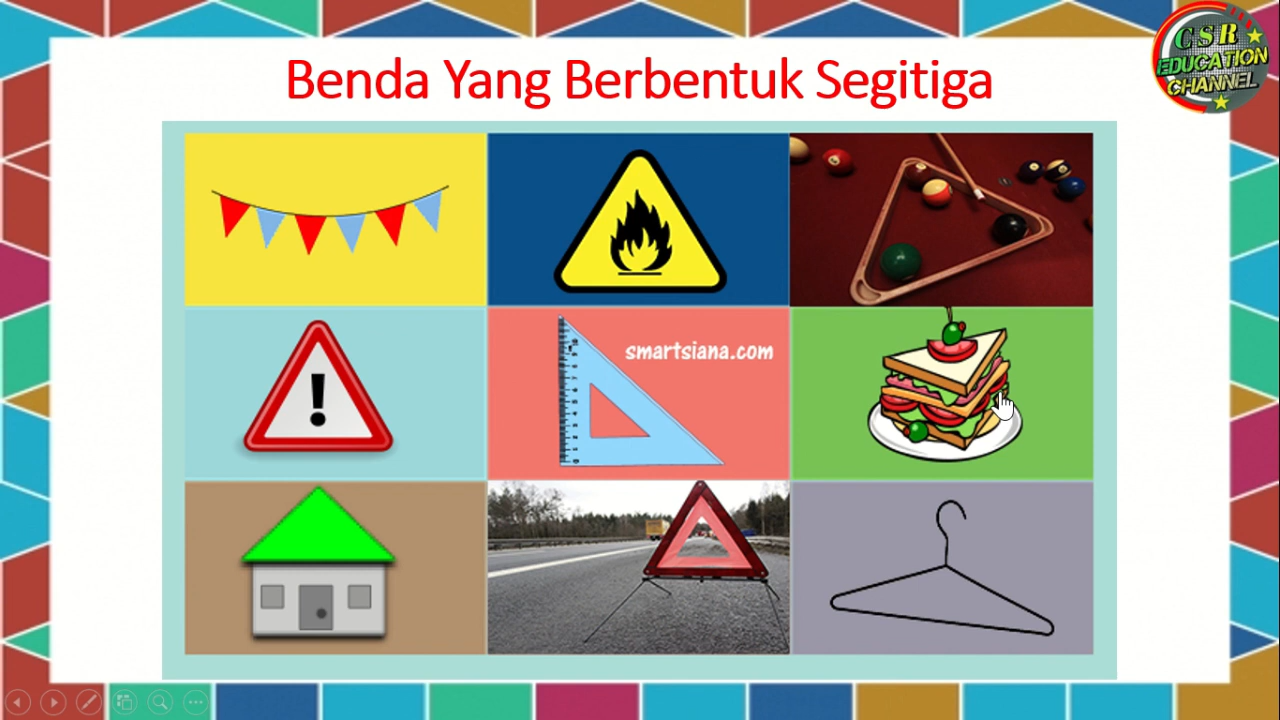 Benda Yang Berbentuk Segitiga
CSR
EDUCATION
CHANNEL
!
smartsiana.com